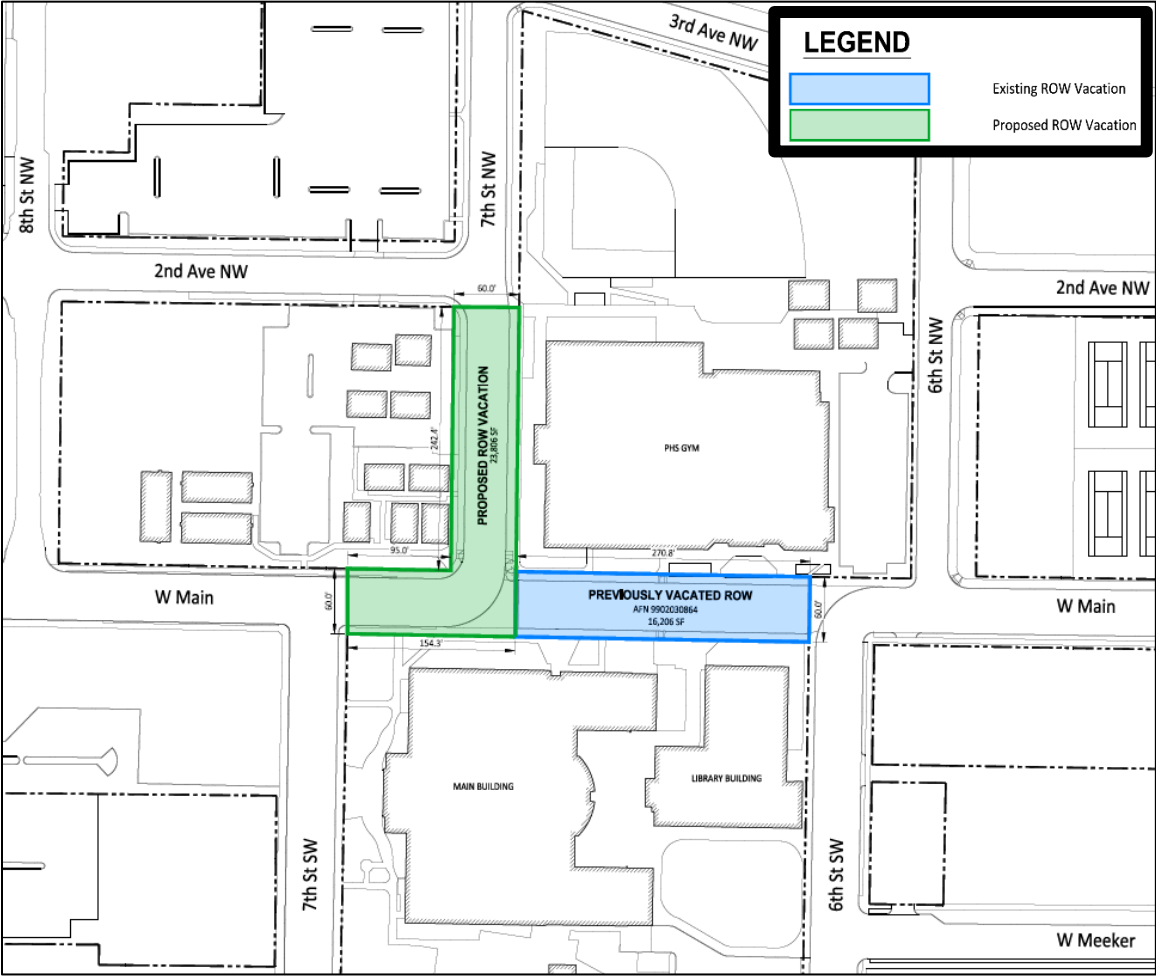 3rd Ave NW
LEGEND
Existing ROW Vacation
Proposed ROW Vacation
8th St NW
7th St NW
2nd Ave NW
60.0'
2nd Ave NW
6th St NW
PROPOSED ROW VACATION
23,806 SF
242.4'
PHS GYM
95.0'
270.8'
W Main
60.0'
PREVIOUSLY VACATED ROW
AFN 9902030864
16,206 SF
60.0'
W Main
154.3'
MAIN BUILDING
LIBRARY BUILDING
7th St SW
6th St SW
W Meeker